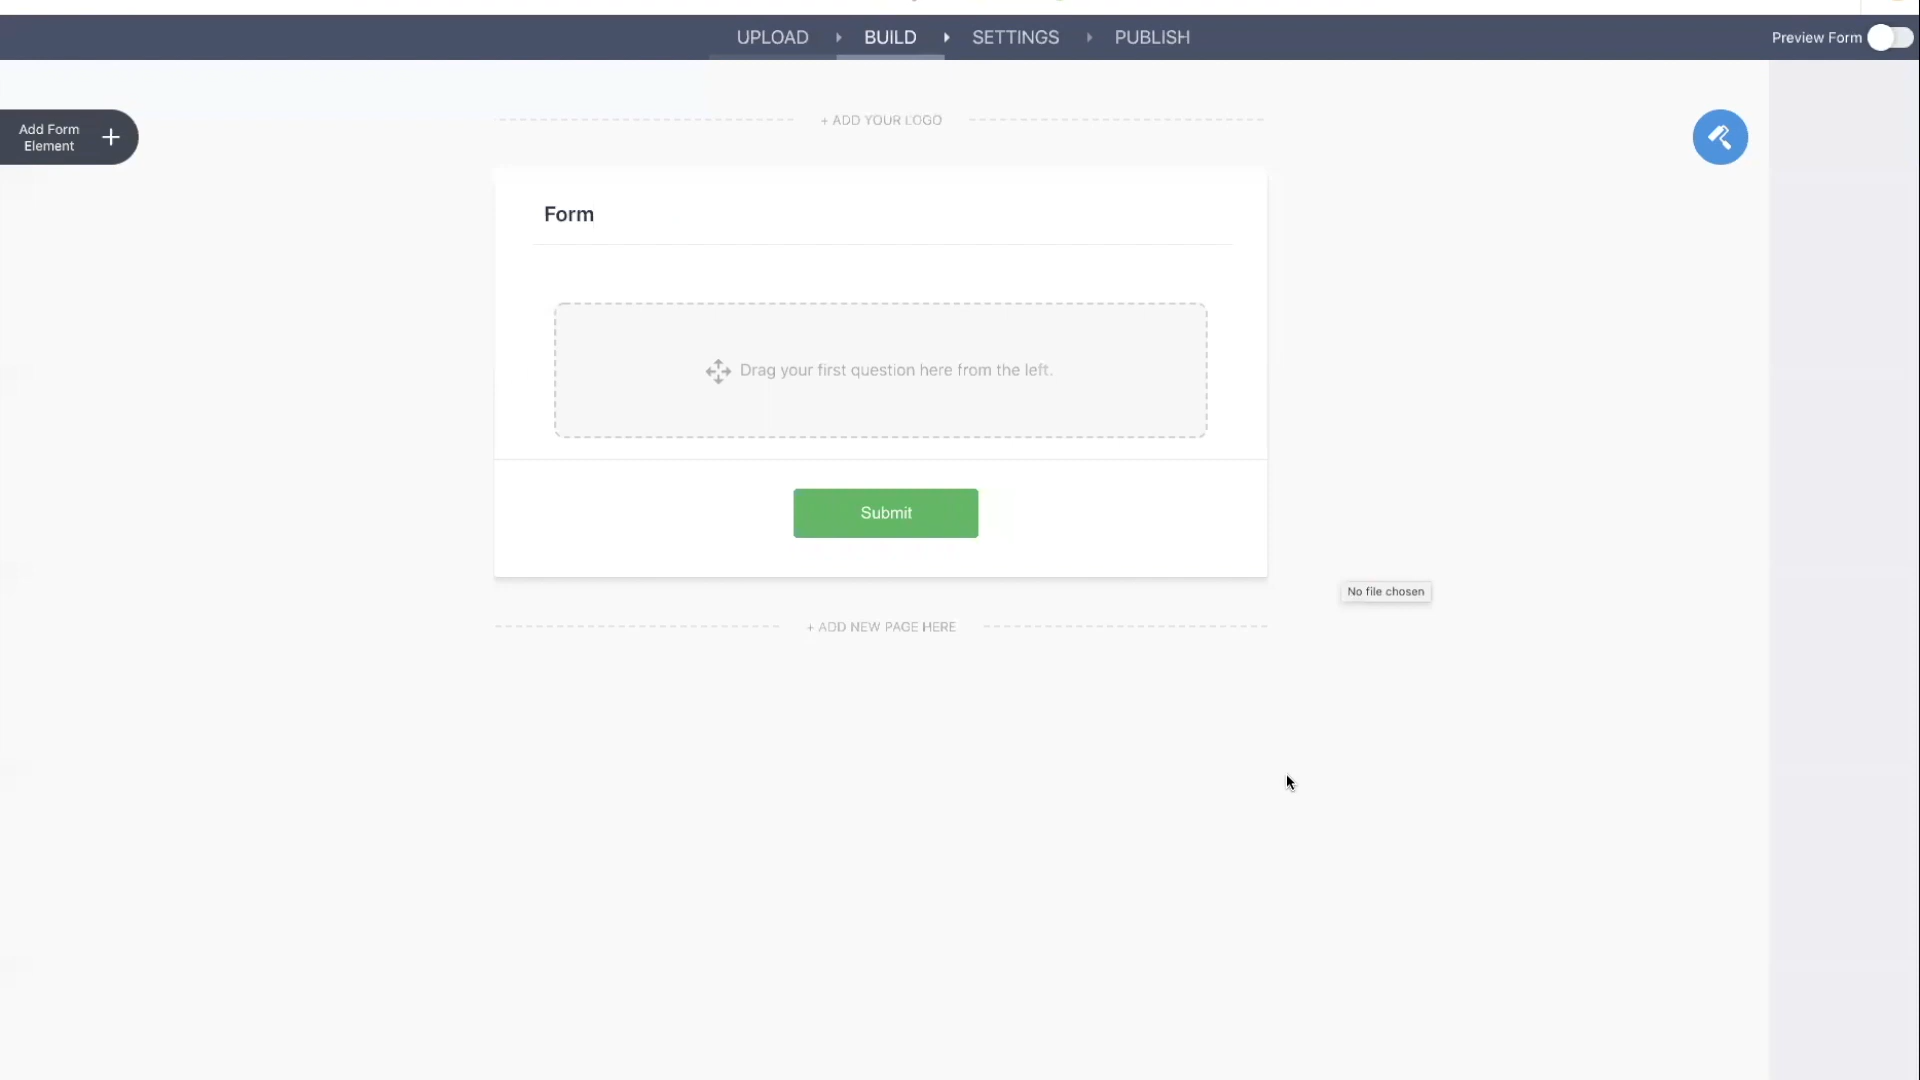 UPLOAD BUILD SETTINGS PUBLISH
Preview Form
Add Form
Element
+ ADD YOUR LOGO
Form
Drag your first question here from the left.
Submit
No file chosen
+ ADD NEW PAGE HERE